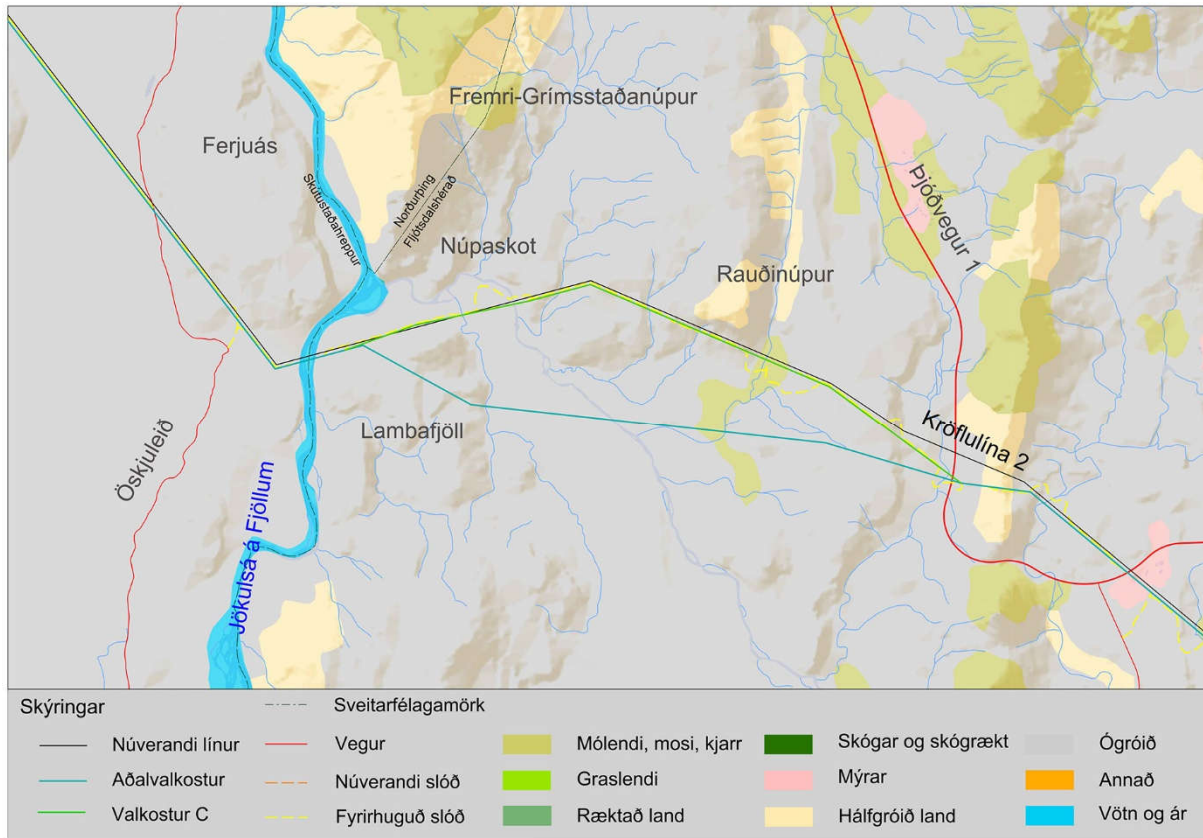 Fremri-Grímsstaðanúpur
Ferjuás
Skútustaðahreppur
Norðurþing
Fljótsdalshérað
Núpaskot
Þjóðvegur 1
Rauðinúpur
Öskjuleið
Lambafjöll
Kröflulína 2
Jökulsá á Fjöllum
Skýringar
Núverandi línur
Aðalvalkostur
Valkostur C
Sveitarfélagamörk
Vegur
Núverandi slóð
Fyrirhuguð slóð
Mólendi, mosi, kjarr
Graslendi
Ræktað land
Skógar og skógrækt
Mýrar
Hálfgróið land
Ógróið
Annað
Vötn og ár